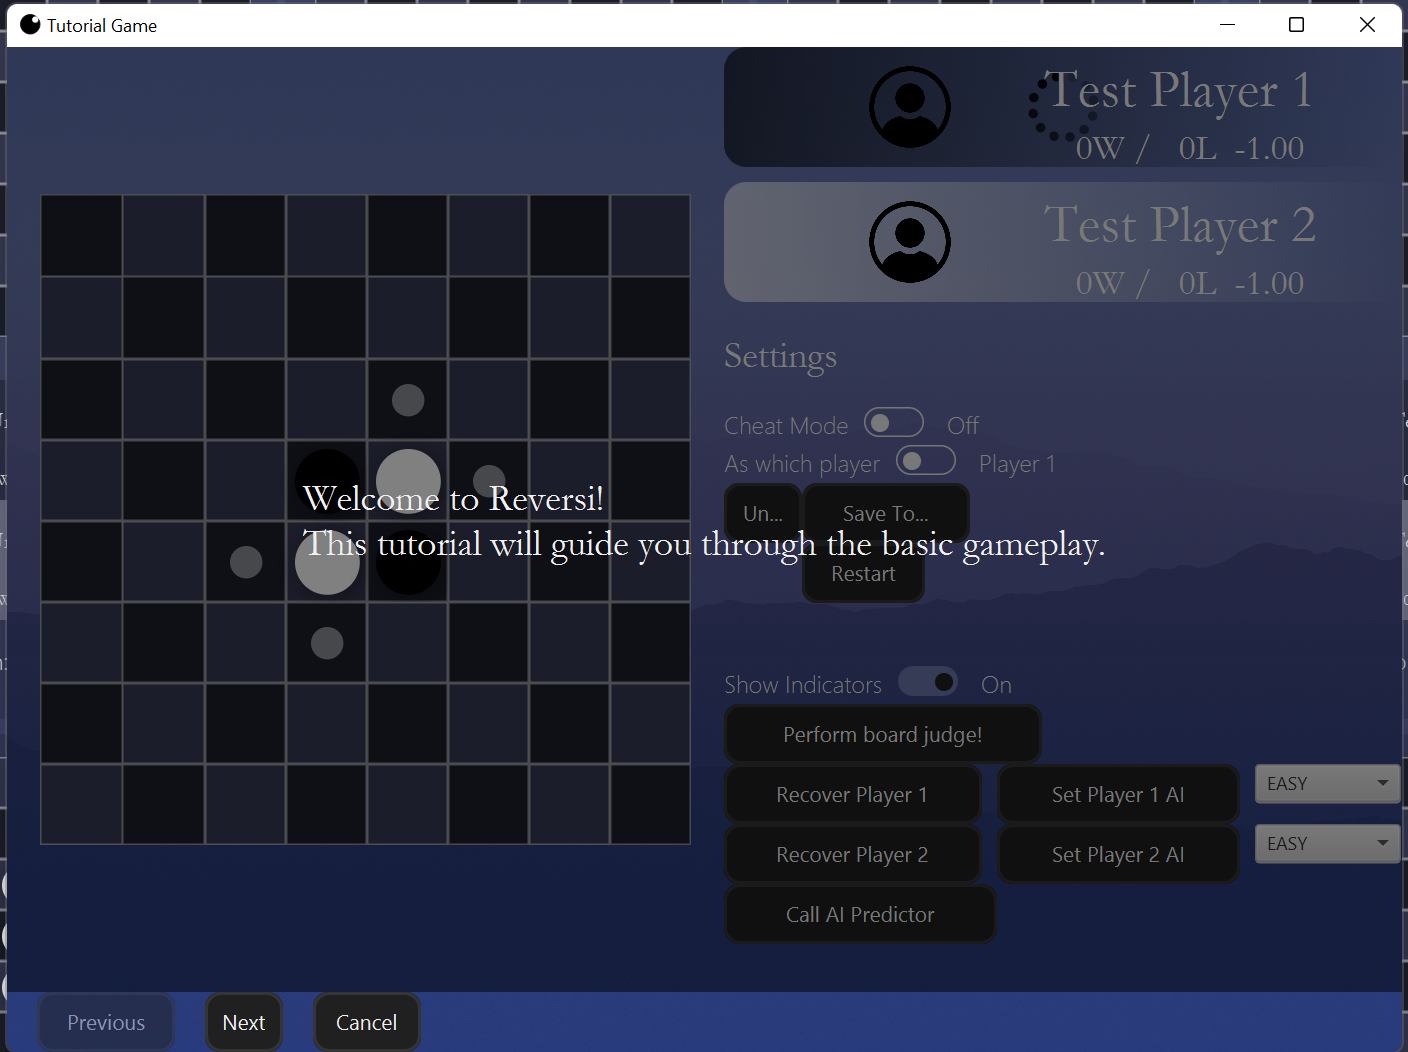 Tutorial Game
Test Player 1
0W / 0L -1.00
Test Player 2
0W / 0L -1.00
Settings
Cheat Mode Off
As which player Player 1
Un... Save To...
Welcome to Reversi!
This tutorial will guide you through the basic gameplay.
Restart
Show Indicators On
Perform board judge!
Recover Player 1 Set Player 1 AI EASY
Recover Player 2 Set Player 2 AI EASY
Call AI Predictor
Previous Next Cancel